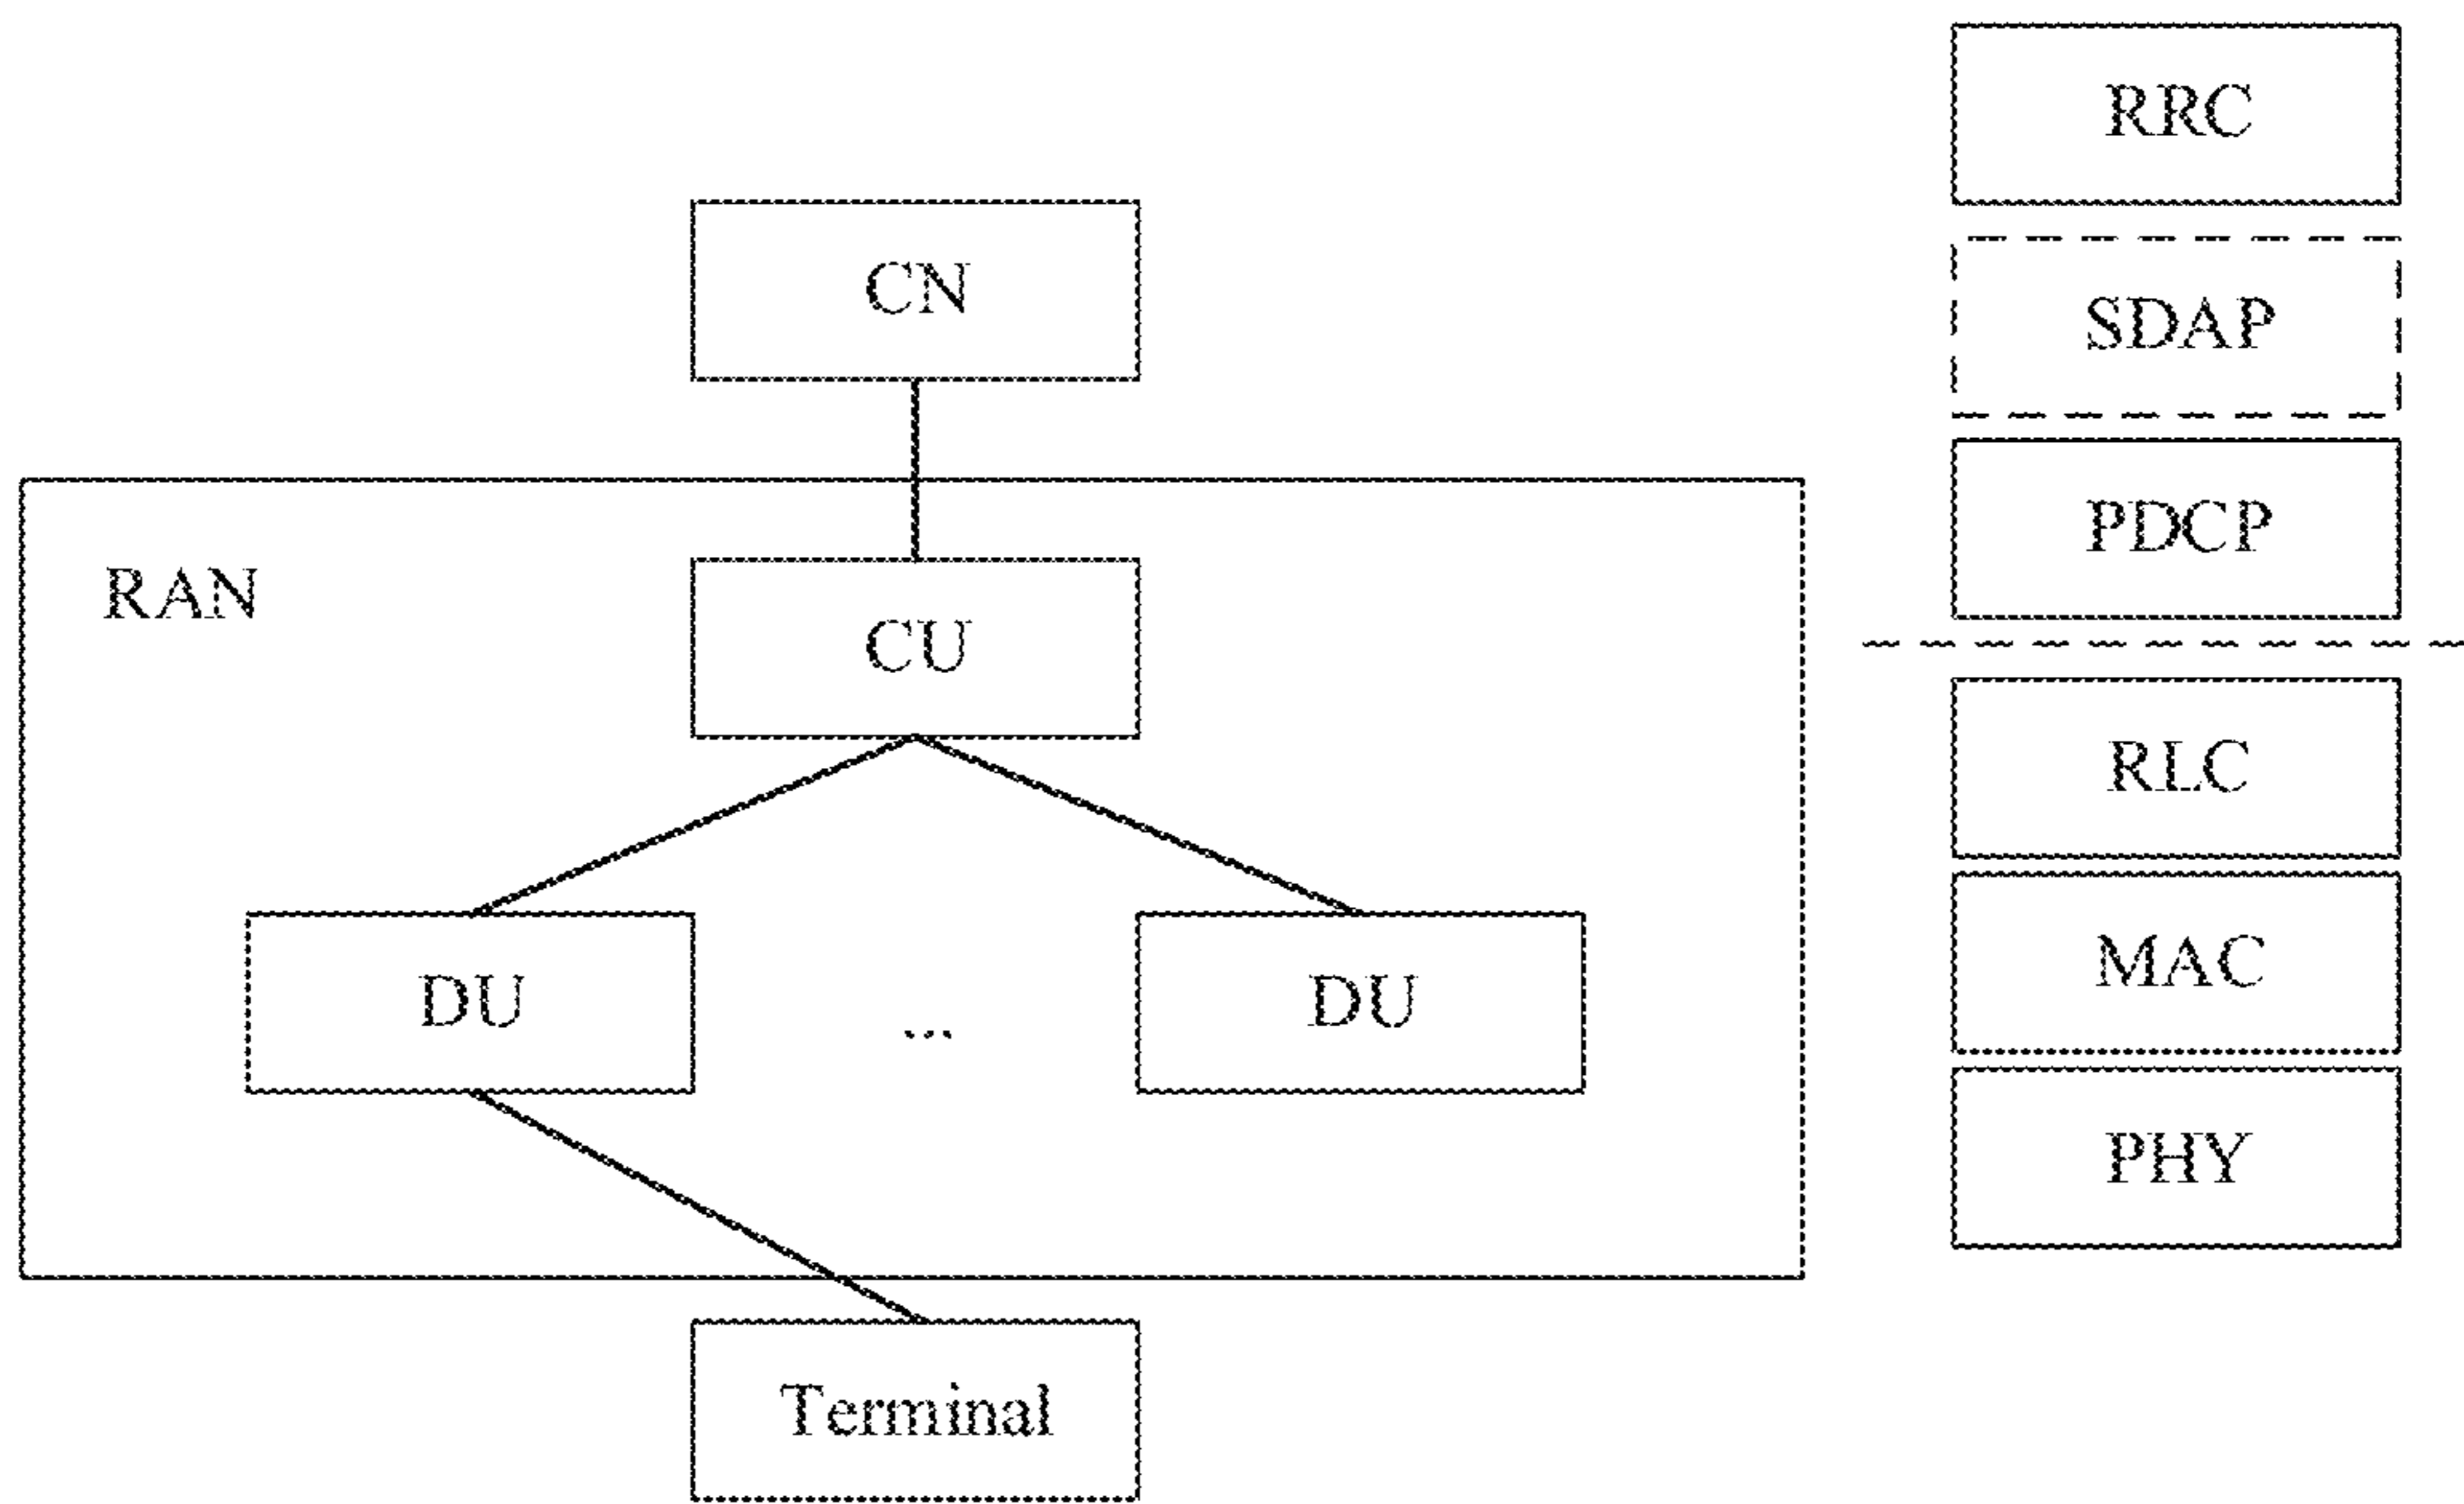 CN
RAN
CU
DU
...
DU
Terminal
RRC
SDAP
PDCP
RLC
MAC
PHY